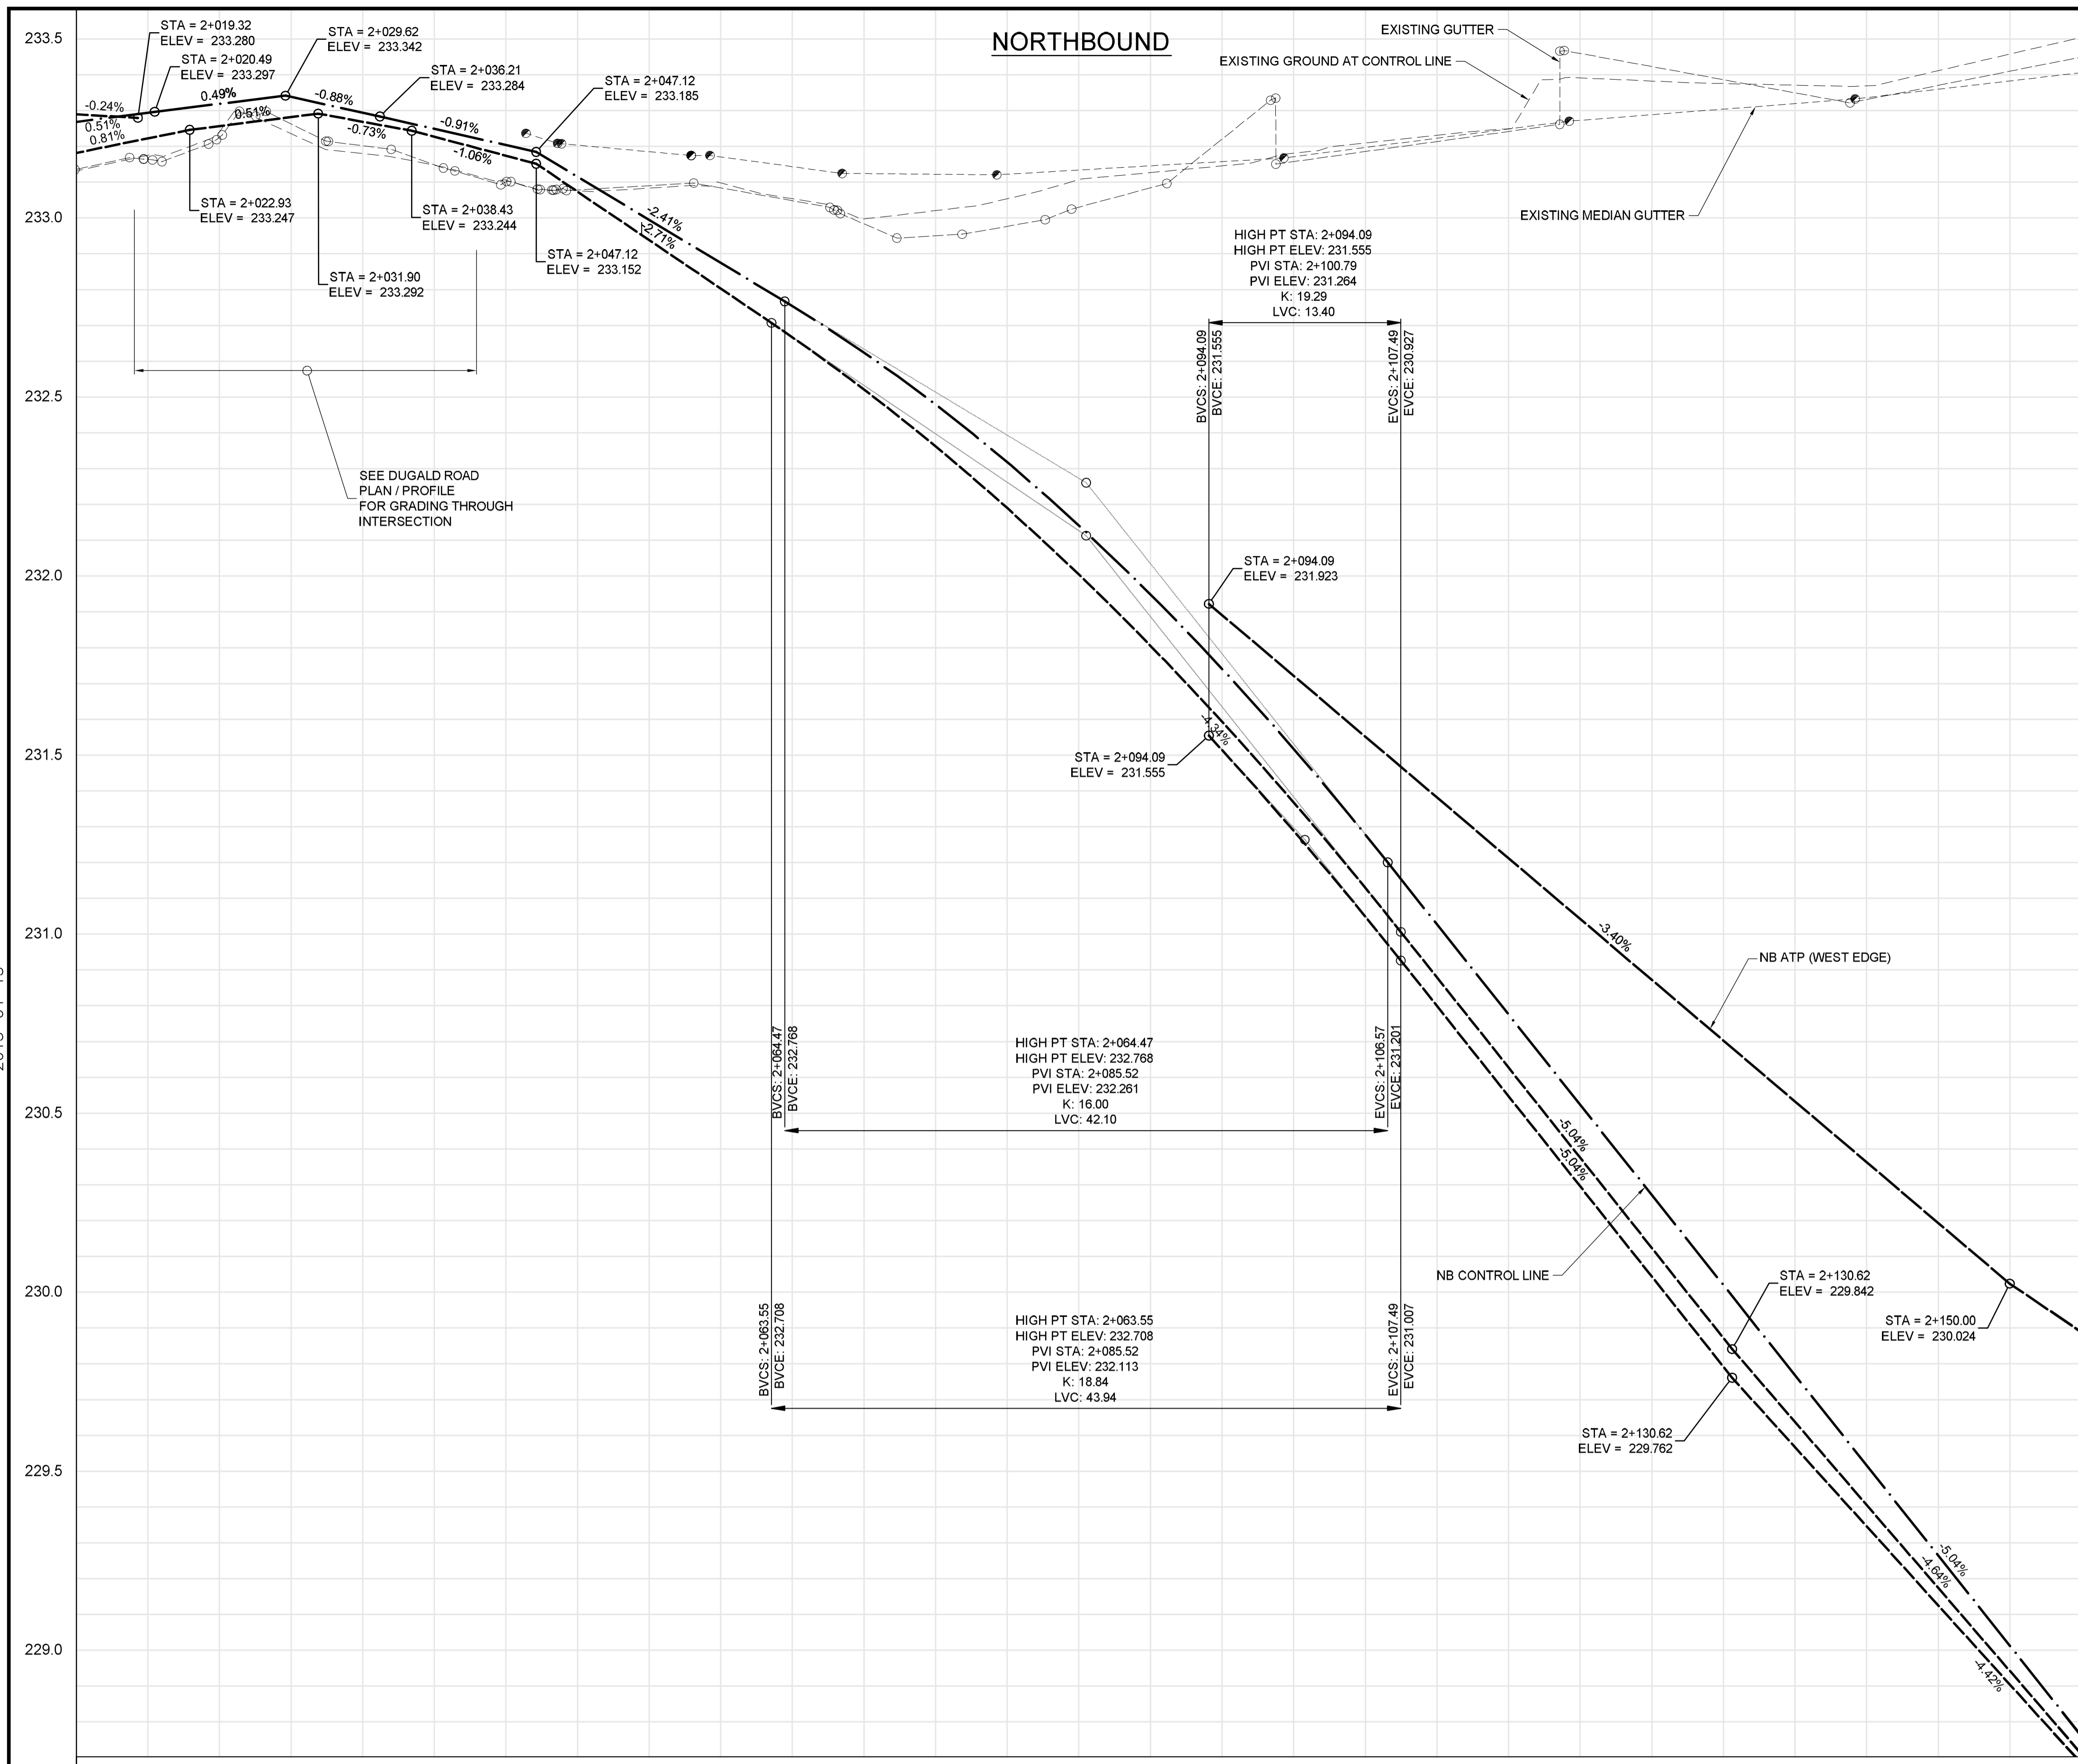 NORTHBOUND
233.5
233.0
232.5
232.0
231.5
231.0
230.5
230.0
229.5
229.0
STA = 2+019.32
ELEV = 233.280
STA = 2+020.49
ELEV = 233.297
STA = 2+029.62
ELEV = 233.342
STA = 2+036.21
ELEV = 233.284
STA = 2+047.12
ELEV = 233.185
-0.24%
0.51%
0.81%
0.49%
0.51%
-0.88%
-0.73%
-0.91%
-1.06%
STA = 2+022.93
ELEV = 233.247
STA = 2+031.90
ELEV = 233.292
STA = 2+038.43
ELEV = 233.244
STA = 2+047.12
ELEV = 233.152
-2.41%
-2.71%
EXISTING GUTTER
EXISTING GROUND AT CONTROL LINE
EXISTING MEDIAN GUTTER
SEE DUGALD ROAD
PLAN / PROFILE
FOR GRADING THROUGH
INTERSECTION
HIGH PT STA: 2+094.09
HIGH PT ELEV: 231.555
PVI STA: 2+100.79
PVI ELEV: 231.264
K: 19.29
LVC: 13.40
BVCS: 2+094.09
BVCE: 231.555
EVCS: 2+107.49
EVCE: 230.927
STA = 2+094.09
ELEV = 231.923
-4.34%
STA = 2+094.09
ELEV = 231.555
-3.40%
NB ATP (WEST EDGE)
BVCS: 2+064.47
BVCE: 232.768
HIGH PT STA: 2+064.47
HIGH PT ELEV: 232.768
PVI STA: 2+085.52
PVI ELEV: 232.261
K: 16.00
LVC: 42.10
EVCS: 2+106.57
EVCE: 231.201
-5.04%
-5.04%
NB CONTROL LINE
BVCS: 2+063.55
BVCE: 232.708
HIGH PT STA: 2+063.55
HIGH PT ELEV: 232.708
PVI STA: 2+085.52
PVI ELEV: 232.113
K: 18.84
LVC: 43.94
EVCS: 2+107.49
EVCE: 231.007
STA = 2+130.62
ELEV = 229.842
STA = 2+150.00
ELEV = 230.024
STA = 2+130.62
ELEV = 229.762
-5.04%
-4.64%
-4.42%